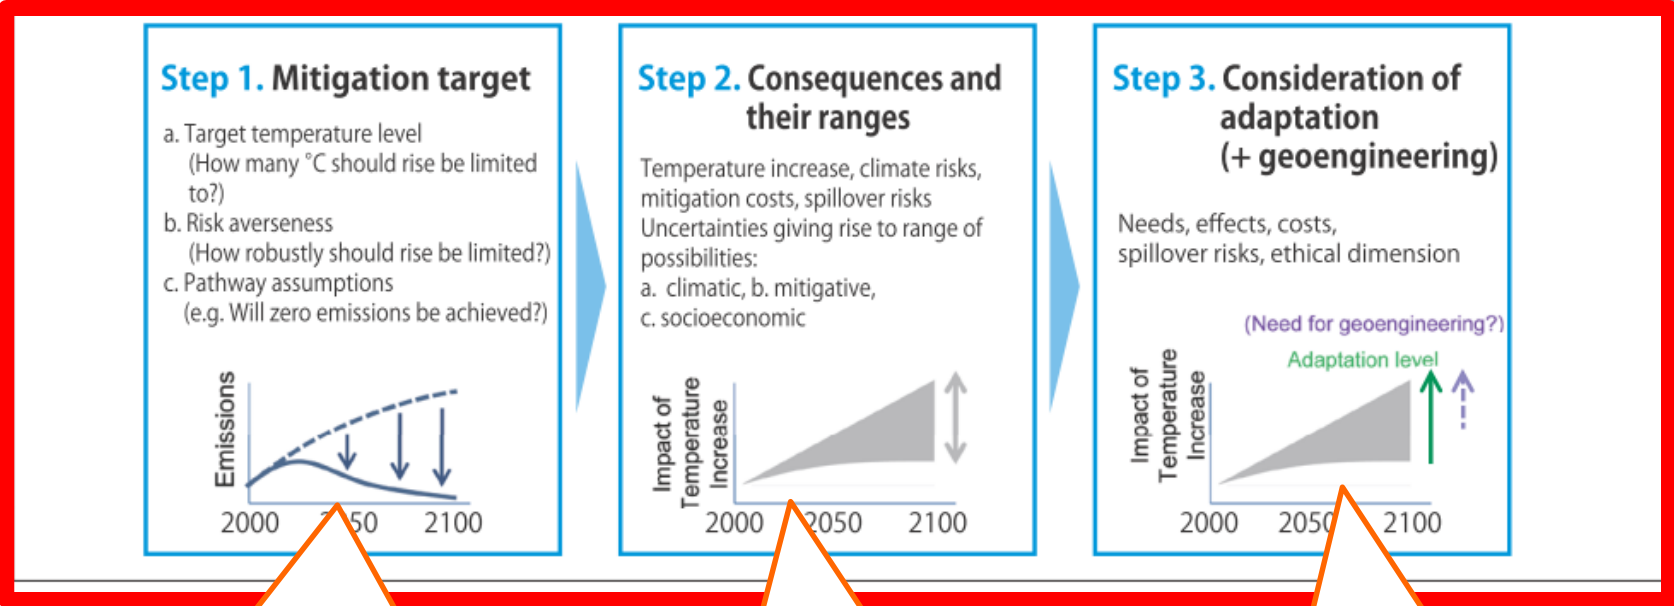 Step 1. Mitigation target
a. Target temperature level
(How many ˚C should rise be limited
to?)
b. Risk averseness
(How robustly should rise be limited?)
c. Pathway assumptions
(e.g. Will zero emissions be achieved?)
Emissions
2000 50 2100
Step 2. Consequences and
their ranges
Temperature increase, climate risks,
mitigation costs, spillover risks
Uncertainties giving rise to range of
possibilities:
a. climatic, b. mitigative,
c. socioeconomic
Impact of
Temperature
Increase
2000 2050 2100
Step 3. Consideration of
adaptation
(+ geoengineering)
Needs, effects, costs,
spillover risks, ethical dimension
(Need for geoengineering?)
Adaptation level
Impact of
Temperature
Increase
2000 2050 2100